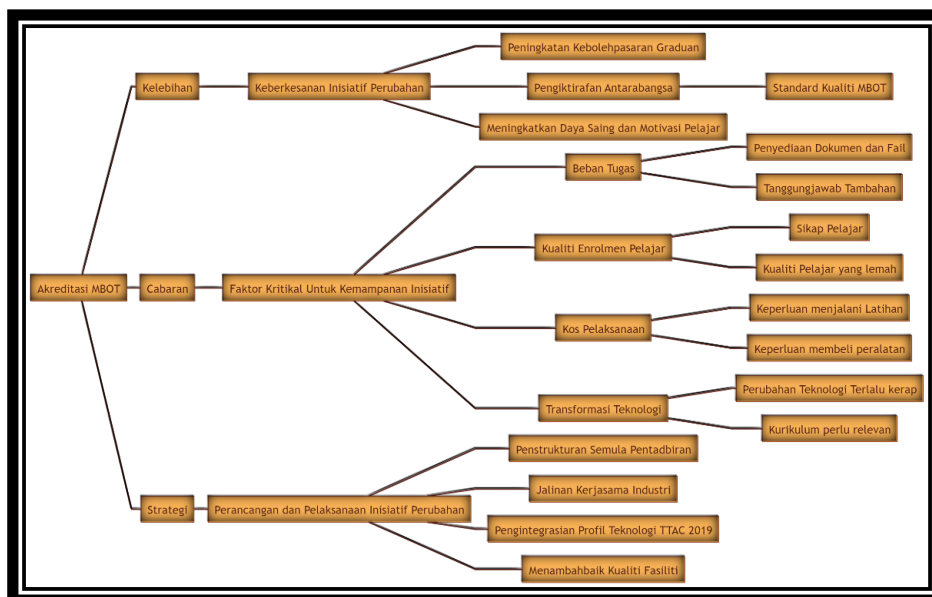 Akreditasi MBOT
Kelebihan
Keberkesanan Inisiatif Perubahan
Peningkatan Kebolehpasaran Graduan
Pengiktirafan Antarabangsa
Standard Kualiti MBOT
Meningkatkan Daya Saing dan Motivasi Pelajar
Cabaran
Faktor Kritikal Untuk Kemampanan Inisiatif
Beban Tugas
Penyediaan Dokumen dan Fail
Tanggungjawab Tambahan
Kualiti Enrolmen Pelajar
Sikap Pelajar
Kualiti Pelajar yang lemah
Kos Pelaksanaan
Keperluan menjalani Latihan
Keperluan membeli peralatan
Transformasi Teknologi
Perubahan Teknologi Terlalu kerap
Kurikulum perlu relevan
Strategi
Perancangan dan Pelaksanaan Inisiatif Perubahan
Penstrukturan Semula Pentadbiran
Jalinan Kerjasama Industri
Pengintegrasian Profil Teknologi TTAC 2019
Menambahbaik Kualiti Fasiliti